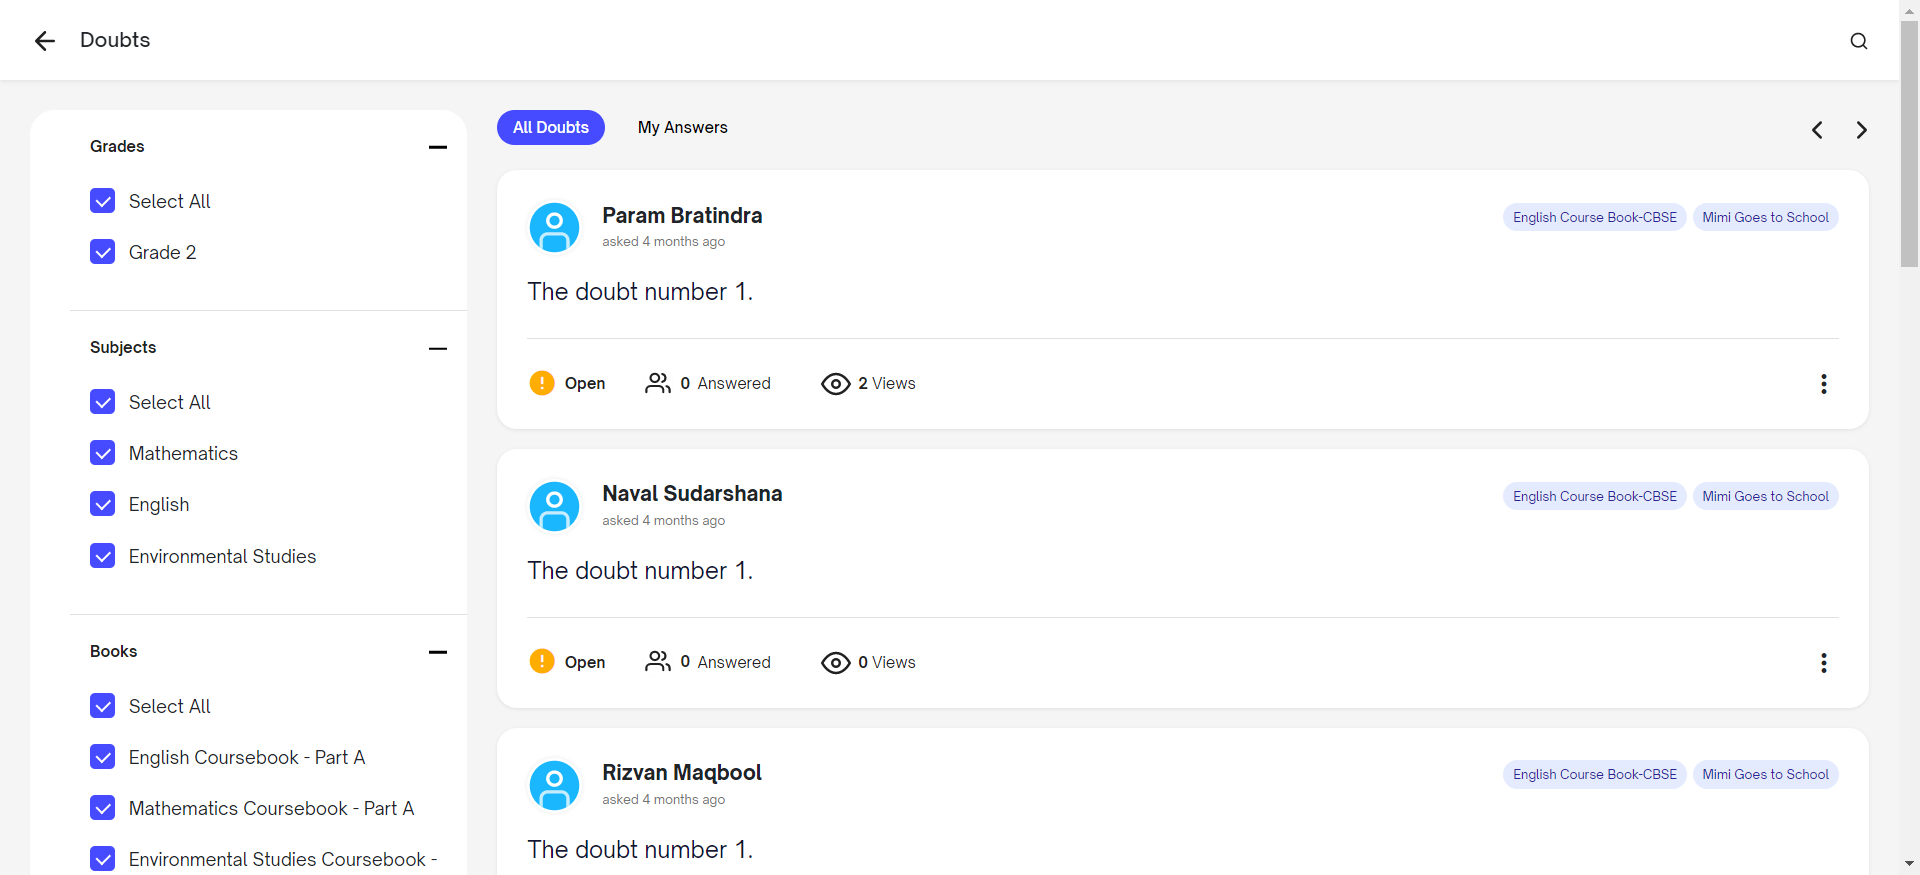 Doubts
Grades
Select All
Grade 2
Subjects
Select All
Mathematics
English
Environmental Studies
Books
Select All
English Coursebook - Part A
Mathematics Coursebook - Part A
Environmental Studies Coursebook -
All Doubts My Answers
Param Bratindra
asked 4 months ago
English Course Book-CBSE Mimi Goes to School
The doubt number 1.
Open 0 Answered 2 Views
Naval Sudarshana
asked 4 months ago
English Course Book-CBSE Mimi Goes to School
The doubt number 1.
Open 0 Answered 0 Views
Rizvan Maqbool
asked 4 months ago
English Course Book-CBSE Mimi Goes to School
The doubt number 1.